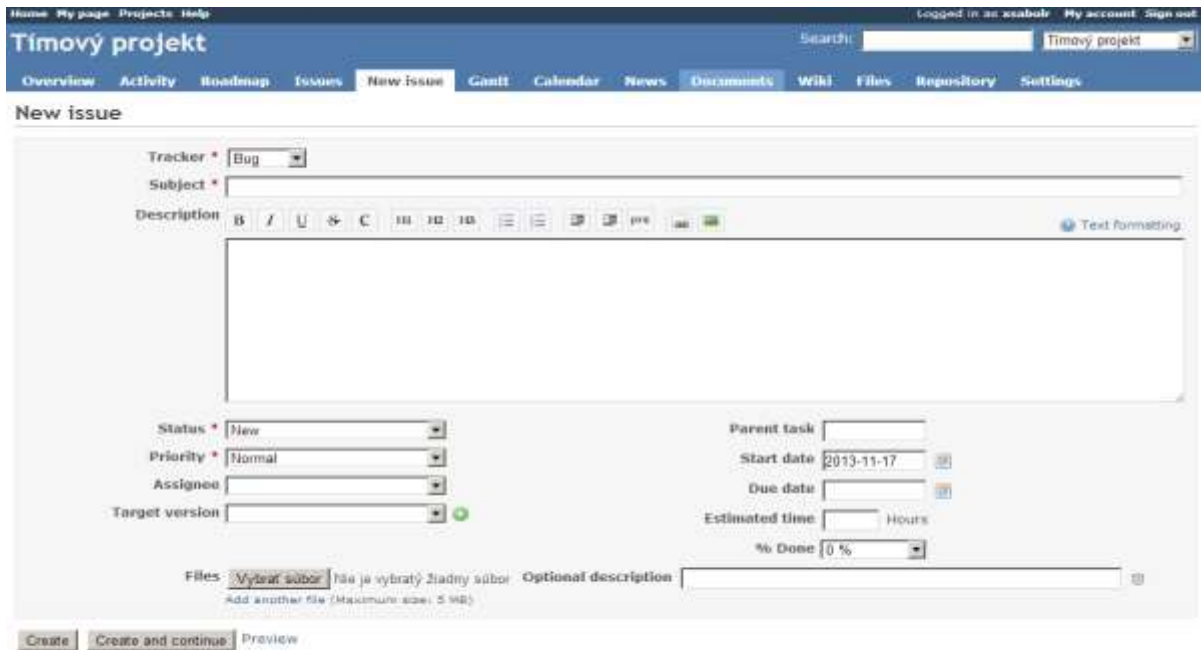 Home My page Projects Help Logged in as xsabolr My account Sign out
Tímový projekt Search: Tímový projekt
Overview Activity Roadmap Issues New issue Gantt Calendar News Documents Wiki Files Repository Settings
New issue
Tracker * Bug
Subject *
Description B I U S C H1 H2 H3 pre Text formatting
Status * New Parent task
Priority * Normal Start date 2013-11-17
Assignee Due date
Target version Estimated time Hours
% Done 0 %
Files Vybrať súbor Nie je vybratý žiadny súbor Optional description
Add another file (Maximum size: 5 MB)
Create Create and continue Preview